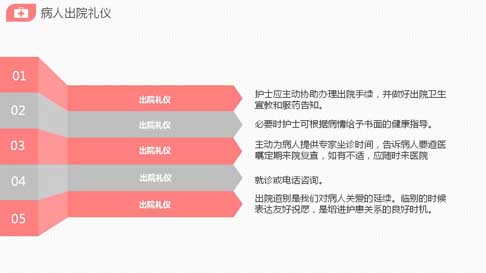 病人出院礼仪
01
出院礼仪
护士应主动协助办理出院手续，并做好出院卫生
宣教和服药告知。
02
出院礼仪
必要时护士可根据病情给予书面的健康指导。
03
出院礼仪
主动为病人提供专家坐诊时间，告诉病人要遵医
嘱定期来院复查，如有不适，应随时来医院
04
出院礼仪
就诊或电话咨询。
05
出院礼仪
出院道别是我们对病人关爱的延续。临别的时候
表达友好祝愿，是增进护患关系的良好时机。